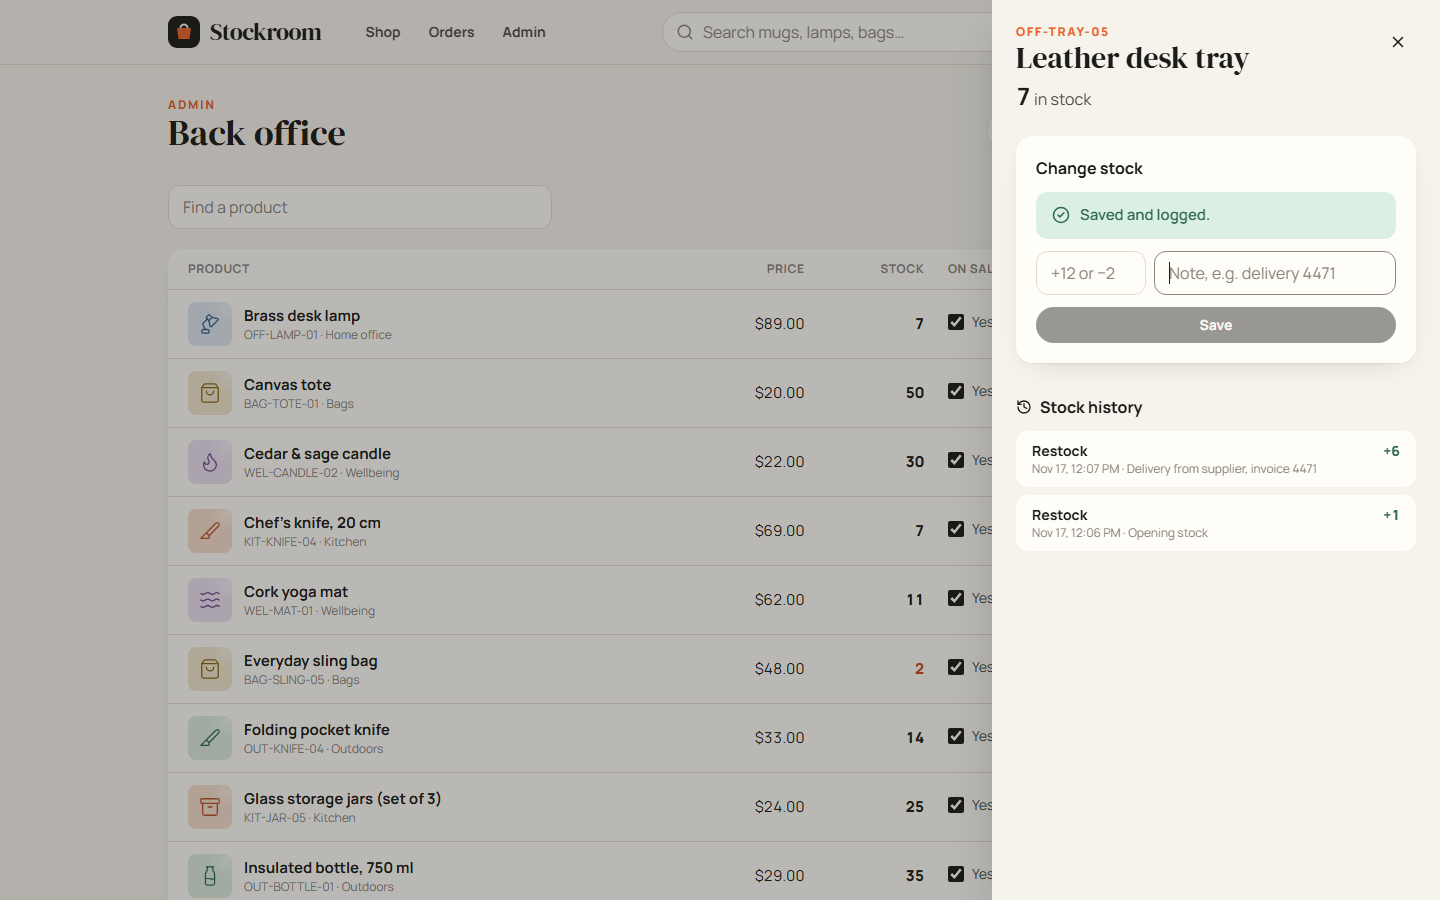 Stockroom
Shop
Orders
Admin
Search mugs, lamps, bags...
ADMIN
Back office
Find a product
PRODUCT
PRICE
STOCK
ON SAL
Brass desk lamp
OFF-LAMP-01 · Home office
$89.00
7
Yes
Canvas tote
BAG-TOTE-01 · Bags
$20.00
50
Yes
Cedar & sage candle
WEL-CANDLE-02 · Wellbeing
$22.00
30
Yes
Chef's knife, 20 cm
KIT-KNIFE-04 · Kitchen
$69.00
7
Yes
Cork yoga mat
WEL-MAT-01 · Wellbeing
$62.00
11
Yes
Everyday sling bag
BAG-SLING-05 · Bags
$48.00
2
Yes
Folding pocket knife
OUT-KNIFE-04 · Outdoors
$33.00
14
Yes
Glass storage jars (set of 3)
KIT-JAR-05 · Kitchen
$24.00
25
Yes
Insulated bottle, 750 ml
OUT-BOTTLE-01 · Outdoors
$29.00
35
Yes
OFF-TRAY-05
Leather desk tray
7 in stock
Change stock
Saved and logged.
+12 or −2
Note, e.g. delivery 4471
Save
Stock history
Restock
+6
Nov 17, 12:07 PM · Delivery from supplier, invoice 4471
Restock
+1
Nov 17, 12:06 PM · Opening stock